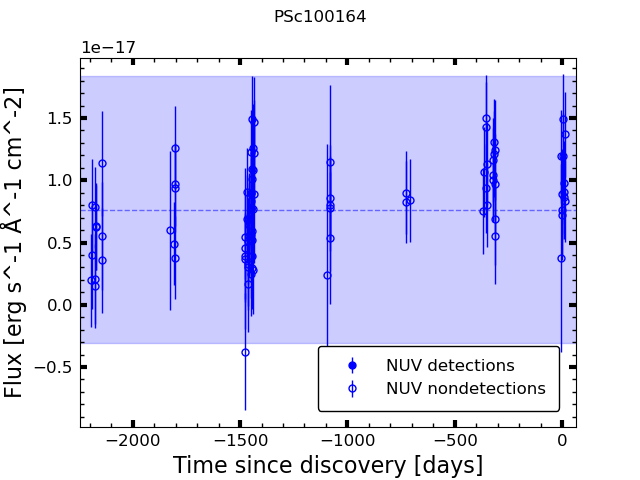 PSc100164
1e−17
1.5
1.0
0.5
0.0
−0.5
Flux [erg s^-1 Å^-1 cm^-2]
NUV detections
NUV nondetections
−2000 −1500 −1000 −500 0
Time since discovery [days]